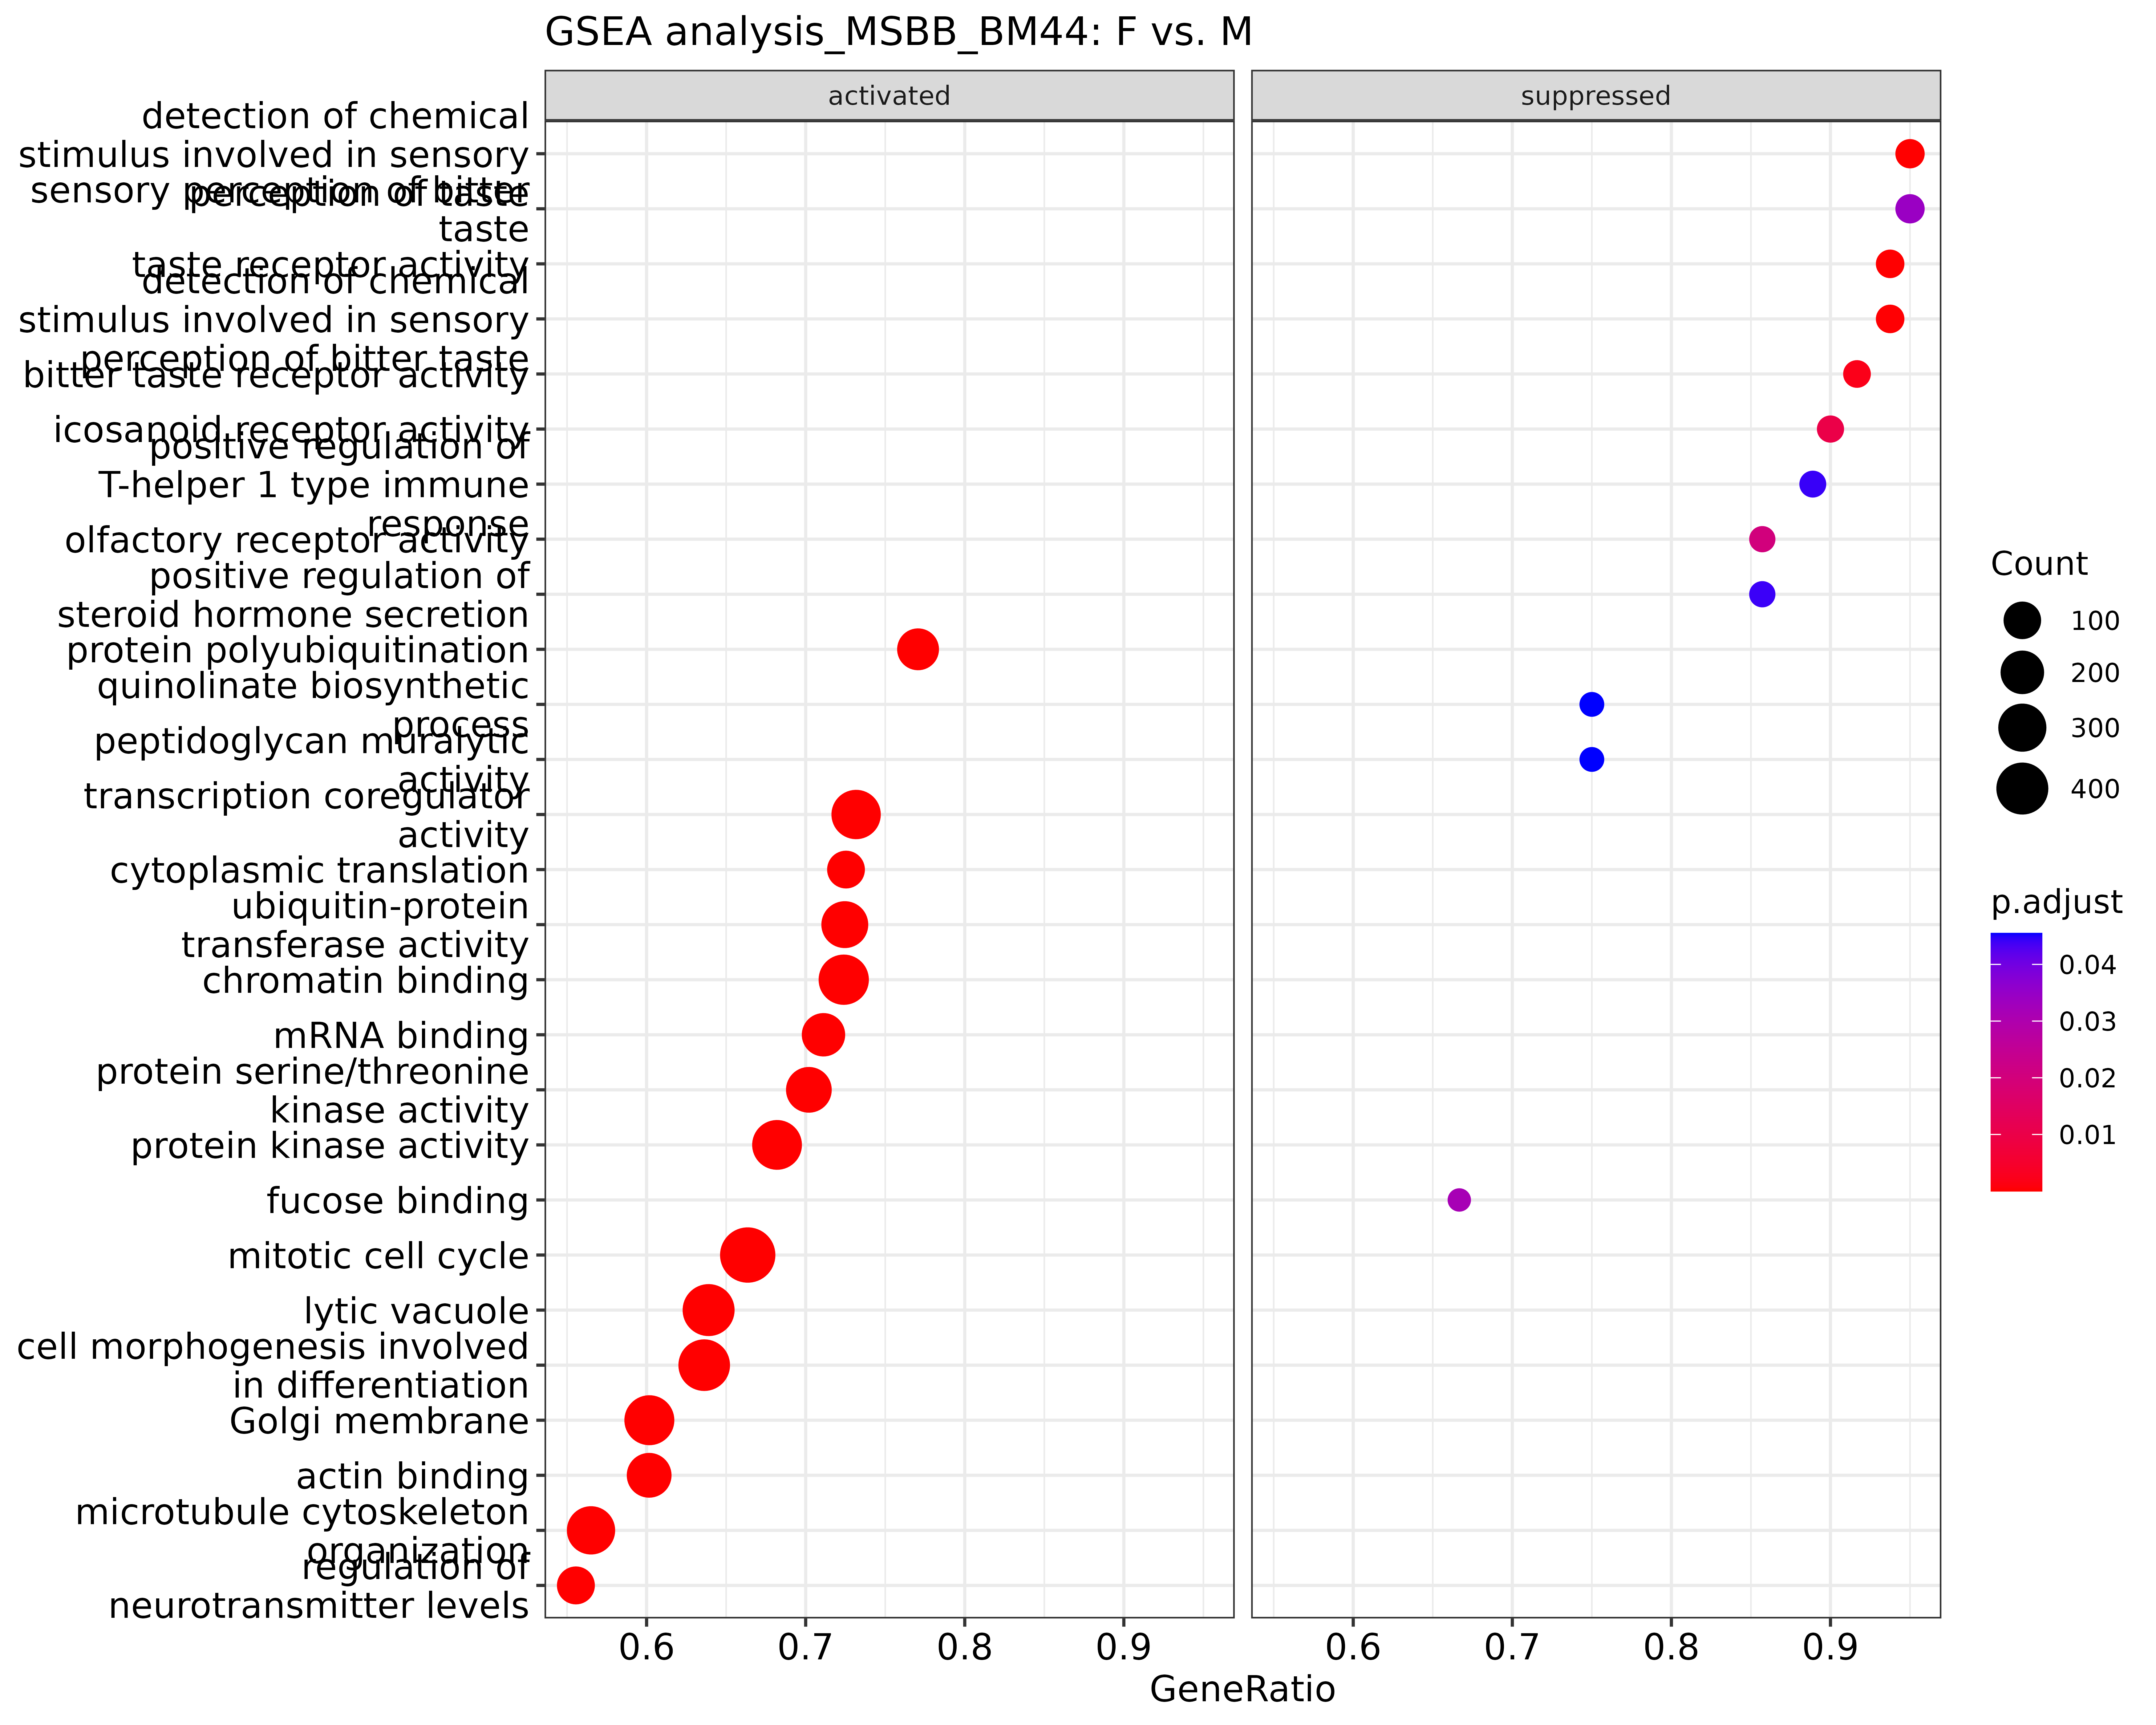 GSEA analysis_MSBB_BM44: F vs. M
activated
suppressed
detection of chemical
stimulus involved in sensory
perception of taste
sensory perception of bitter
taste
taste receptor activity
detection of chemical
stimulus involved in sensory
perception of bitter taste
bitter taste receptor activity
icosanoid receptor activity
positive regulation of
T-helper 1 type immune
response
olfactory receptor activity
positive regulation of
steroid hormone secretion
protein polyubiquitination
quinolinate biosynthetic
process
peptidoglycan muralytic
activity
transcription coregulator
activity
cytoplasmic translation
ubiquitin-protein
transferase activity
chromatin binding
mRNA binding
protein serine/threonine
kinase activity
protein kinase activity
fucose binding
mitotic cell cycle
lytic vacuole
cell morphogenesis involved
in differentiation
Golgi membrane
actin binding
microtubule cytoskeleton
organization
regulation of
neurotransmitter levels
0.6 0.7 0.8 0.9
0.6 0.7 0.8 0.9
GeneRatio
Count
100
200
300
400
p.adjust
0.04
0.03
0.02
0.01